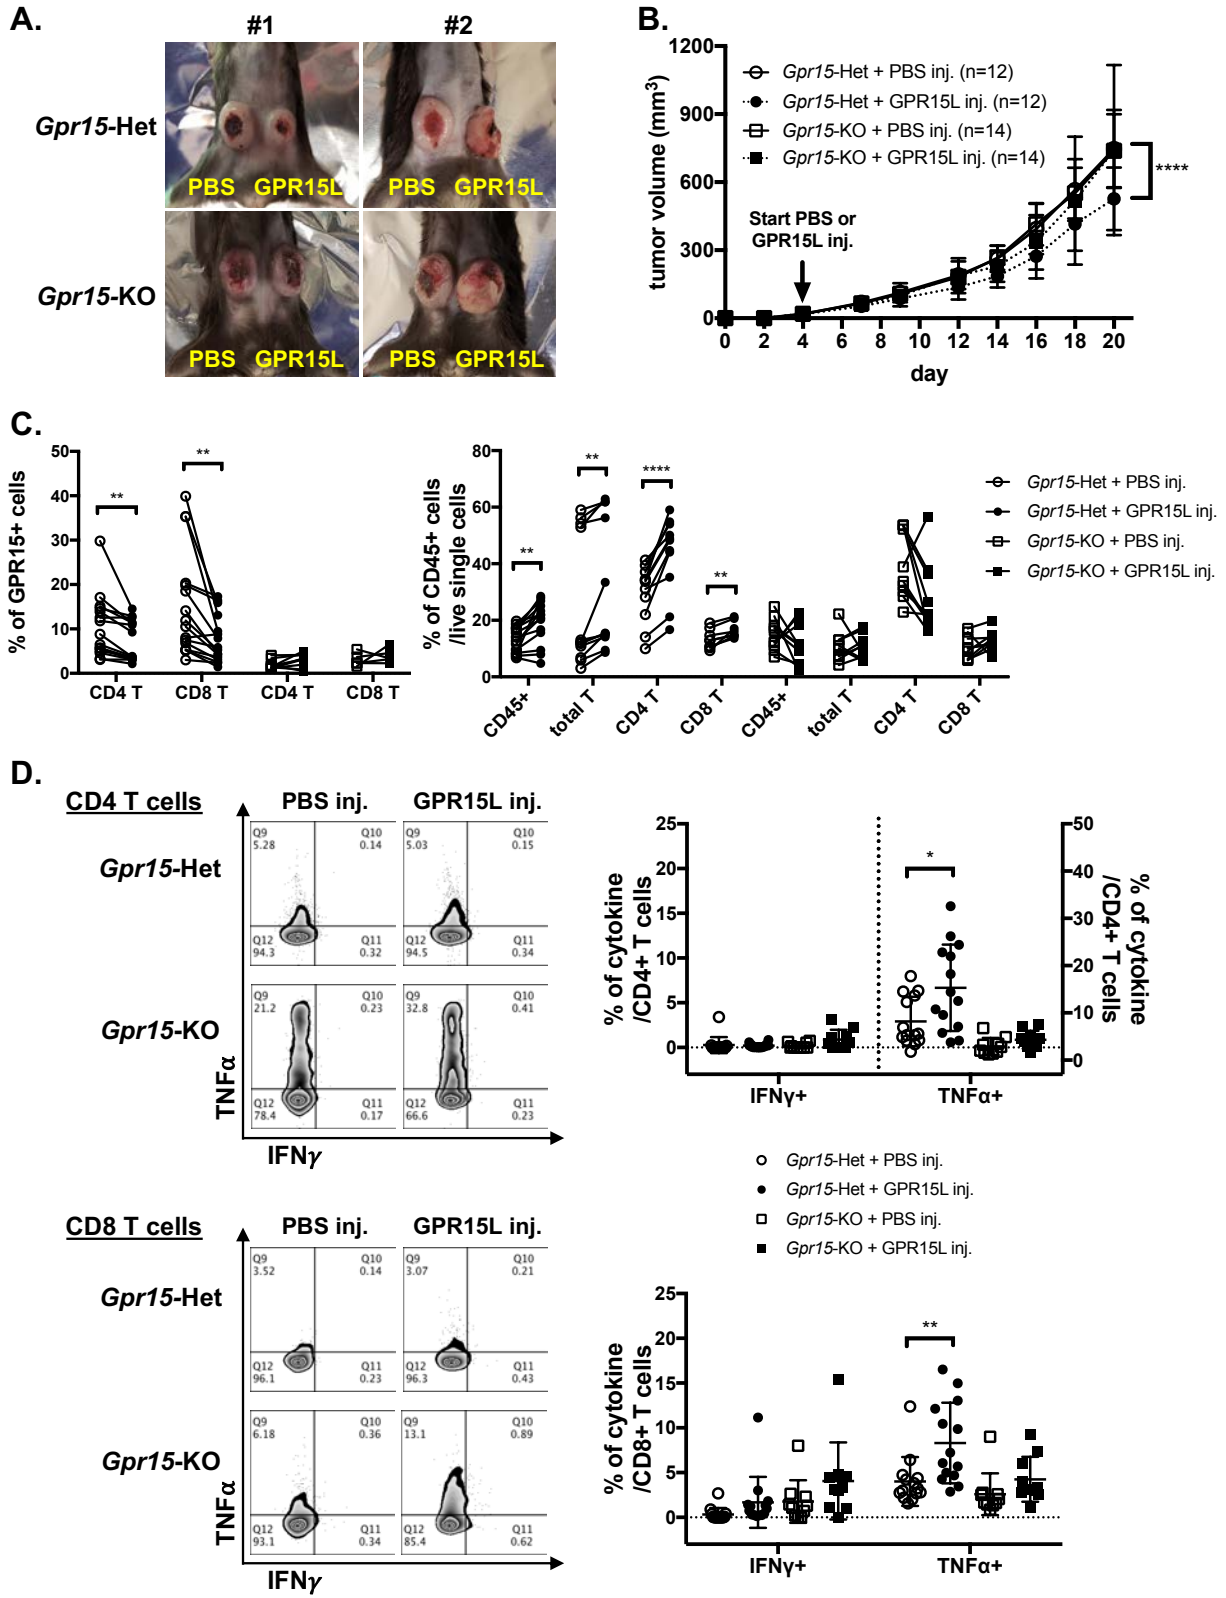 A.
#1
#2
Gpr15-Het
PBS
GPR15L
PBS
GPR15L
Gpr15-KO
PBS
GPR15L
PBS
GPR15L
B.
tumor volume (mm³)
1200
900
600
300
0
Gpr15-Het + PBS inj. (n=12)
Gpr15-Het + GPR15L inj. (n=12)
Gpr15-KO + PBS inj. (n=14)
Gpr15-KO + GPR15L inj. (n=14)
Start PBS or
GPR15L inj.
****
0 2 4 6 8 10 12 14 16 18 20
day
C.
% of GPR15+ cells
50
40
30
20
10
0
**
**
CD4 T
CD8 T
CD4 T
CD8 T
% of CD45+ cells
/live single cells
80
60
40
20
0
**
**
****
**
CD45+
total T
CD4 T
CD8 T
CD45+
total T
CD4 T
CD8 T
Gpr15-Het + PBS inj.
Gpr15-Het + GPR15L inj.
Gpr15-KO + PBS inj.
Gpr15-KO + GPR15L inj.
D.
CD4 T cells
PBS inj.
GPR15L inj.
Gpr15-Het
Q9
5.28
Q10
0.14
Q12
94.3
Q11
0.32
Q9
5.03
Q10
0.15
Q12
94.5
Q11
0.34
Gpr15-KO
Q9
21.2
Q10
0.23
Q12
78.4
Q11
0.17
Q9
32.8
Q10
0.41
Q12
66.6
Q11
0.23
TNFα
IFNγ
% of cytokine
/CD4+ T cells
25
20
15
10
5
0
*
50
40
30
20
10
0
% of cytokine
/CD4+ T cells
IFNγ+
TNFα+
Gpr15-Het + PBS inj.
Gpr15-Het + GPR15L inj.
Gpr15-KO + PBS inj.
Gpr15-KO + GPR15L inj.
CD8 T cells
PBS inj.
GPR15L inj.
Gpr15-Het
Q9
3.52
Q10
0.14
Q12
96.1
Q11
0.23
Q9
3.07
Q10
0.21
Q12
96.3
Q11
0.43
Gpr15-KO
Q9
6.18
Q10
0.36
Q12
93.1
Q11
0.34
Q9
13.1
Q10
0.89
Q12
85.4
Q11
0.62
TNFα
IFNγ
% of cytokine
/CD8+ T cells
25
20
15
10
5
0
**
IFNγ+
TNFα+